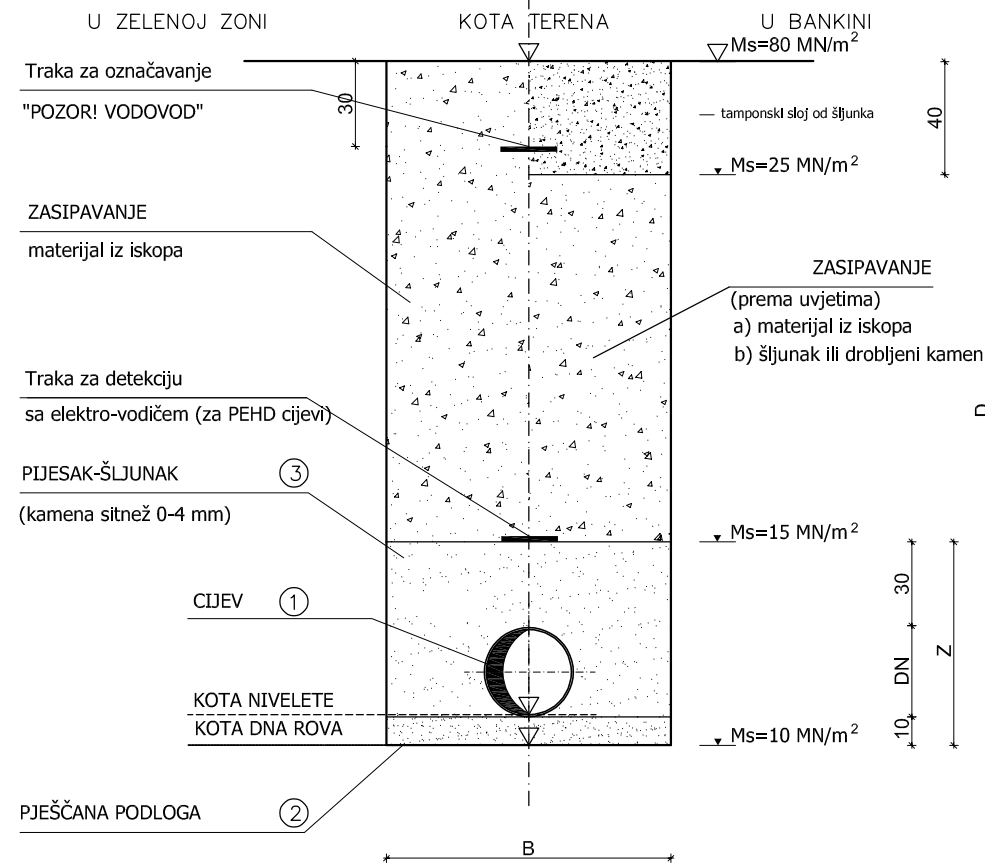 U ZELENOJ ZONI
KOTA TERENA
U BANKINI
Ms=80 MN/m²
Traka za označavanje
"POZOR! VODOVOD"
30
tamponski sloj od šljunka
40
Ms=25 MN/m²
ZASIPAVANJE
materijal iz iskopa
ZASIPAVANJE
(prema uvjetima)
a) materijal iz iskopa
b) šljunak ili drobljeni kamen
Traka za detekciju
sa elektro-vodičem (za PEHD cijevi)
PIJESAK-ŠLJUNAK 3
(kamena sitnež 0-4 mm)
Ms=15 MN/m²
30
CIJEV 1
DN
Z
KOTA NIVELETE
KOTA DNA ROVA
10
Ms=10 MN/m²
PJEŠČANA PODLOGA 2
B